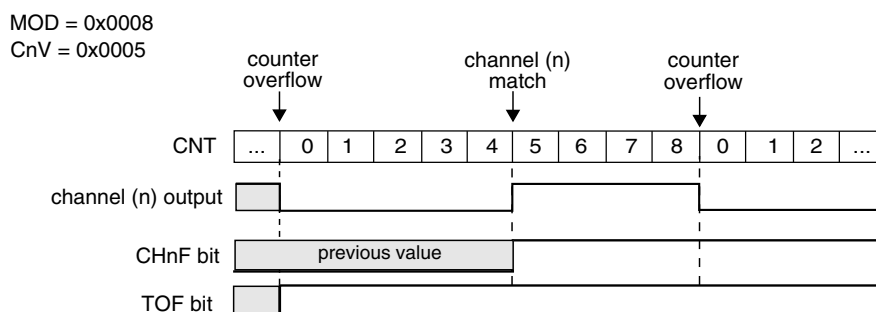 MOD = 0x0008
CnV = 0x0005
counter
overflow
channel (n)
match
counter
overflow
CNT ... 0 1 2 3 4 5 6 7 8 0 1 2 ...
channel (n) output
CHnF bit previous value
TOF bit